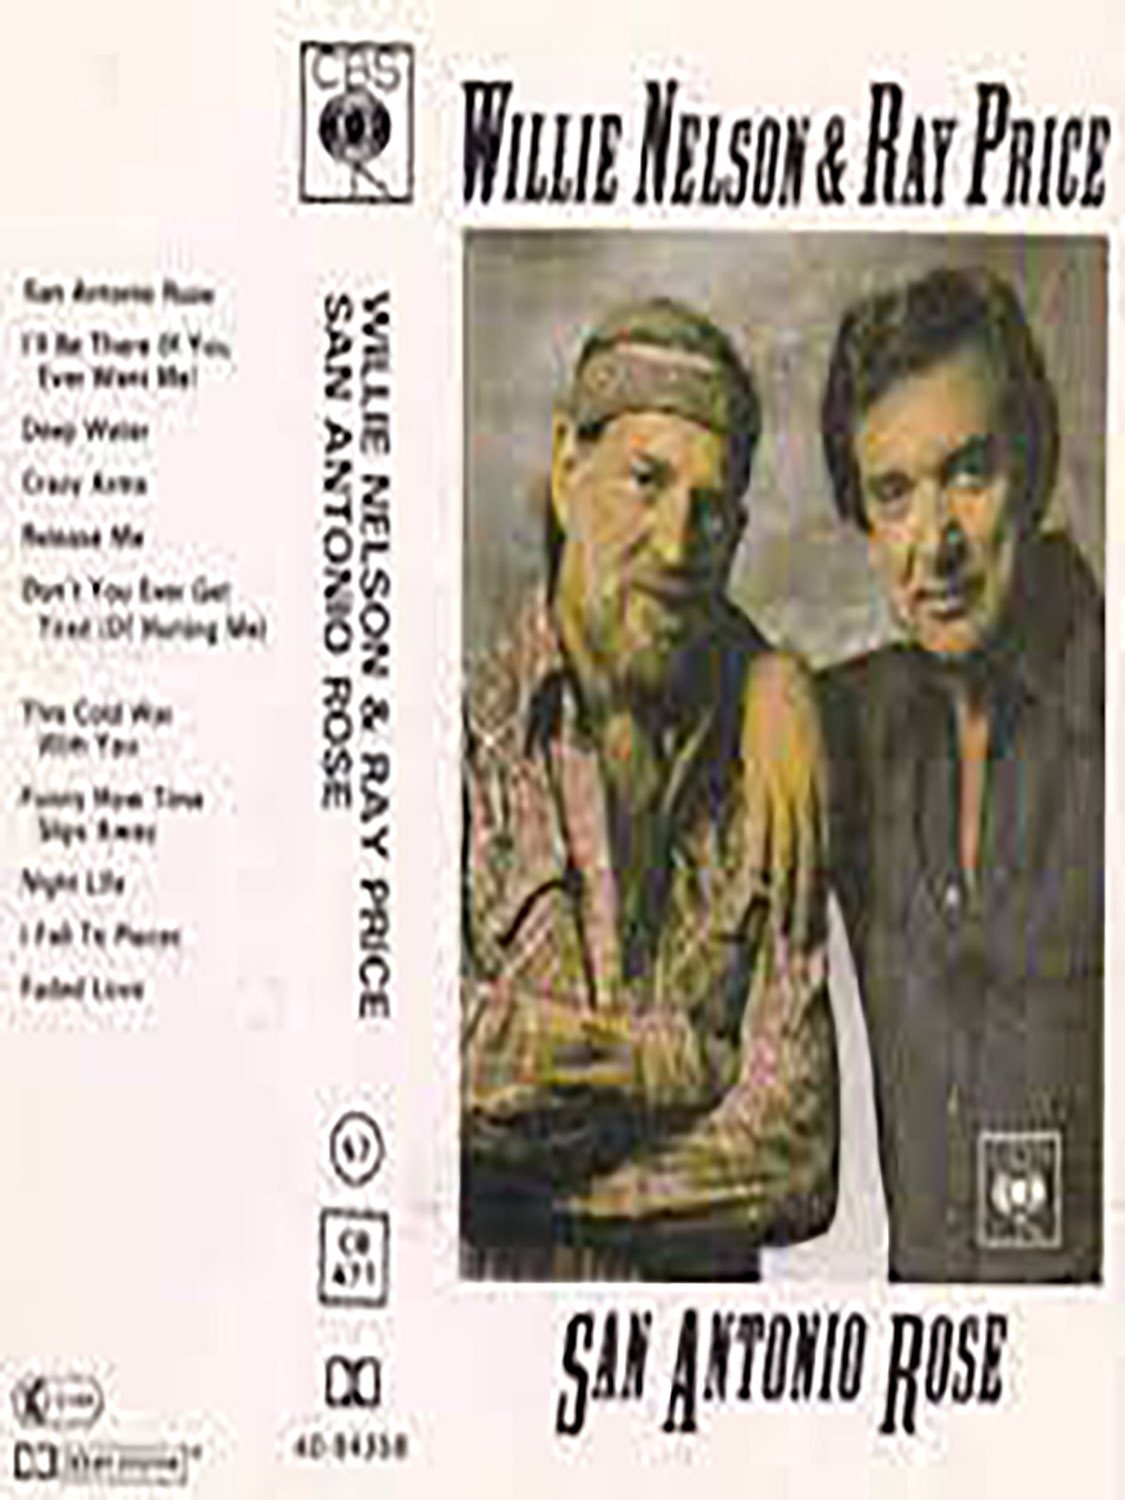 San Antonio Rose
I'll Be There (If You
Ever Want Me)
Deep Water
Crazy Arms
Release Me
Don't You Ever Get
Tired (Of Hurting Me)
This Cold War
With You
Funny How Time
Slips Away
Night Life
I Fall To Pieces
Faded Love
CBS
WILLIE NELSON & RAY PRICE
SAN ANTONIO ROSE
40-84358
WILLIE NELSON & RAY PRICE
SAN ANTONIO ROSE